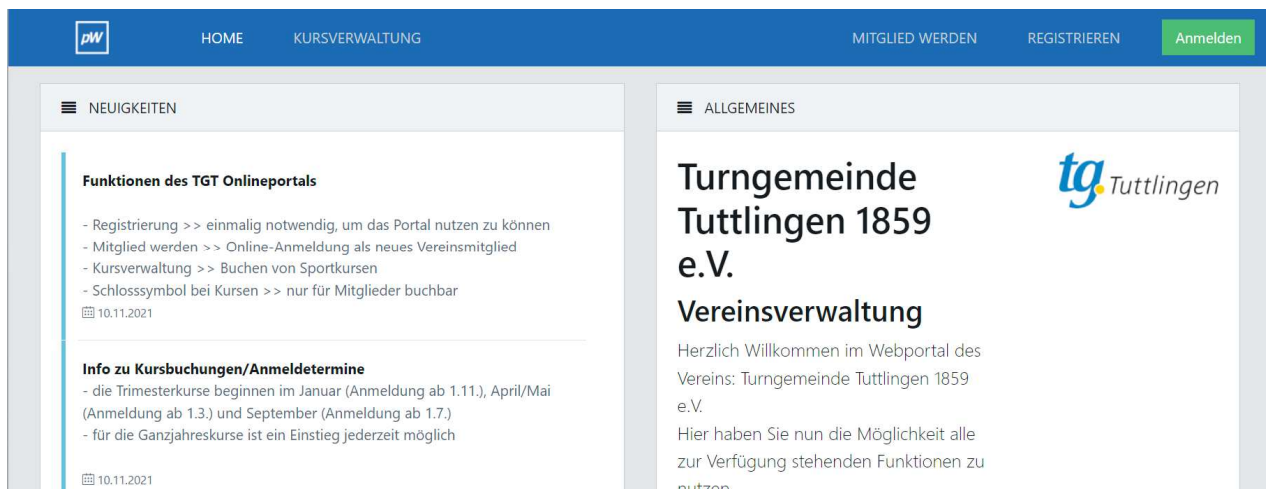 pW HOME KURSVERWALTUNG MITGLIED WERDEN REGISTRIEREN Anmelden
NEUIGKEITEN
Funktionen des TGT Onlineportals
- Registrierung >> einmalig notwendig, um das Portal nutzen zu können
- Mitglied werden >> Online-Anmeldung als neues Vereinsmitglied
- Kursverwaltung >> Buchen von Sportkursen
- Schlosssymbol bei Kursen >> nur für Mitglieder buchbar
10.11.2021
Info zu Kursbuchungen/Anmeldetermine
- die Trimesterkurse beginnen im Januar (Anmeldung ab 1.11.), April/Mai
(Anmeldung ab 1.3.) und September (Anmeldung ab 1.7.)
- für die Ganzjahreskurse ist ein Einstieg jederzeit möglich
10.11.2021
ALLGEMEINES
Turngemeinde
Tuttlingen 1859
e.V.
tg. Tuttlingen
Vereinsverwaltung
Herzlich Willkommen im Webportal des
Vereins: Turngemeinde Tuttlingen 1859
e.V.
Hier haben Sie nun die Möglichkeit alle
zur Verfügung stehenden Funktionen zu
nutzen